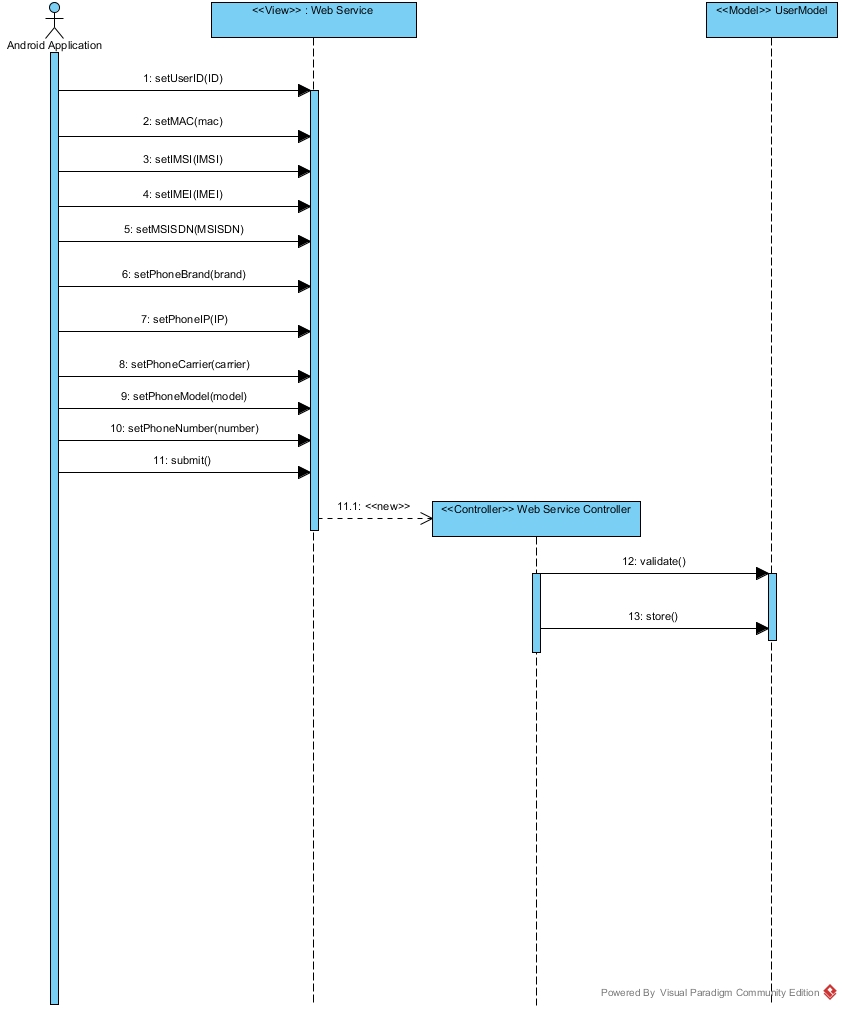 <<View>> : Web Service
<<Model>> UserModel
Android Application
1: setUserID(ID)
2: setMAC(mac)
3: setIMSI(IMSI)
4: setIMEI(IMEI)
5: setMSISDN(MSISDN)
6: setPhoneBrand(brand)
7: setPhoneIP(IP)
8: setPhoneCarrier(carrier)
9: setPhoneModel(model)
10: setPhoneNumber(number)
11: submit()
11.1: <<new>>
<<Controller>> Web Service Controller
12: validate()
13: store()
Powered By Visual Paradigm Community Edition